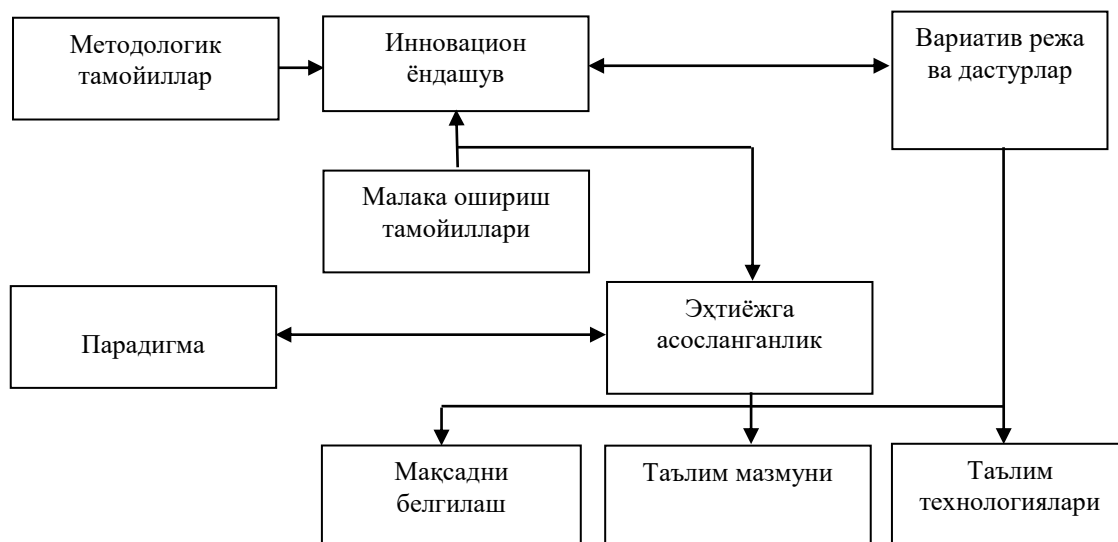 Методологик
тамойиллар
Инновацион
ёндашув
Вариатив режа
ва дастурлар
Малака ошириш
тамойиллари
Парадигма
Эҳтиёжга
асосланганлик
Мақсадни
белгилаш
Таълим мазмуни
Таълим
технологиялари